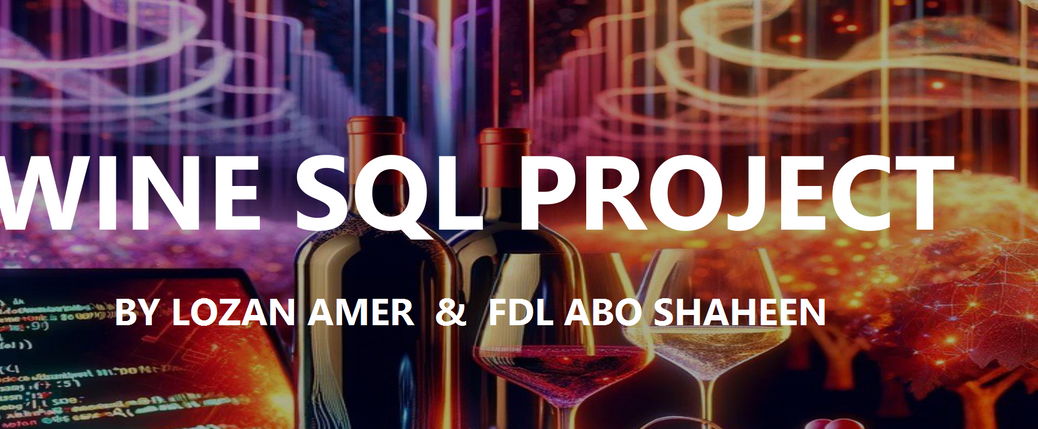 WINE SQL PROJECT
BY LOZAN AMER & FDL ABO SHAHEEN